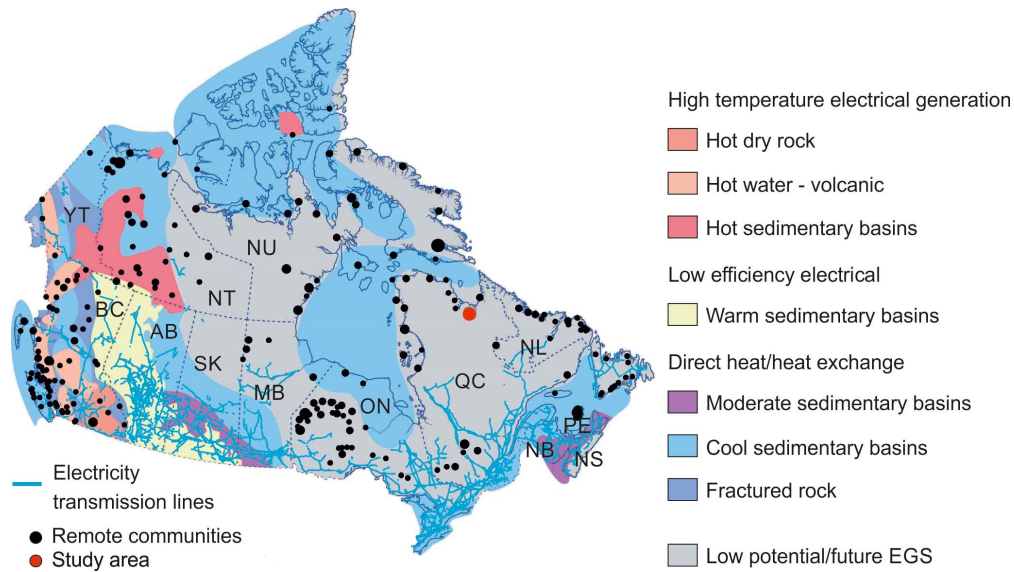 YT
NU
NT
BC
AB
SK
MB
ON
QC
NL
PE
NB
NS
Electricity
transmission lines
Remote communities
Study area
High temperature electrical generation
Hot dry rock
Hot water - volcanic
Hot sedimentary basins
Low efficiency electrical
Warm sedimentary basins
Direct heat/heat exchange
Moderate sedimentary basins
Cool sedimentary basins
Fractured rock
Low potential/future EGS